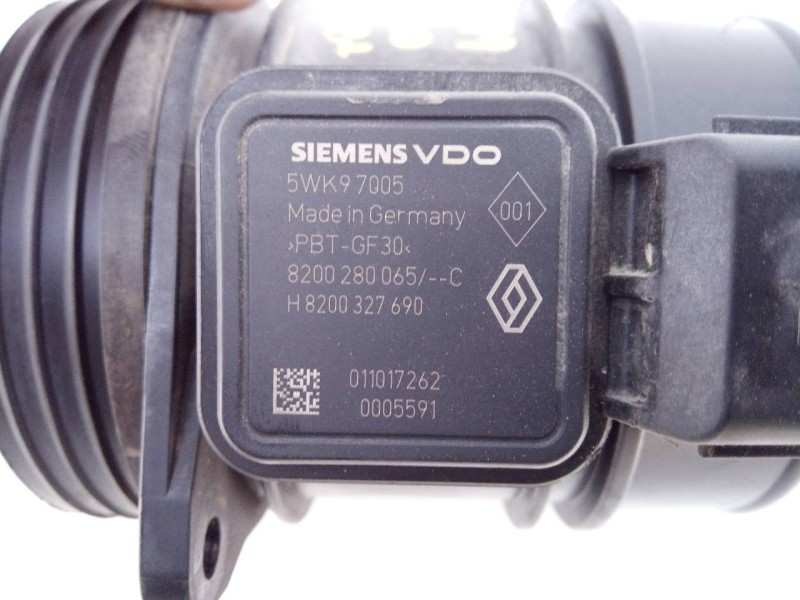 SIEMENS VDO
5WK9 7005
Made in Germany
001
›PBT-GF30‹
8200 280 065/--C
H 8200 327 690
011017262
0005591